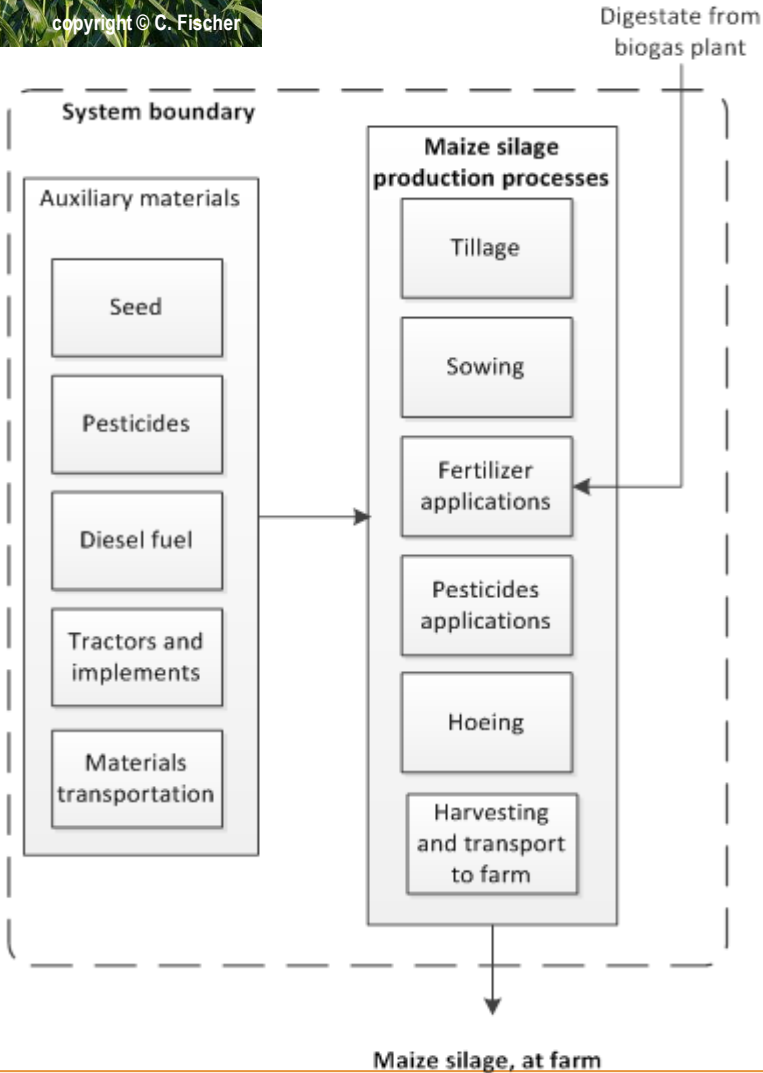 copyright © C. Fischer
Digestate from
biogas plant
System boundary
Auxiliary materials
Seed
Pesticides
Diesel fuel
Tractors and
implements
Materials
transportation
Maize silage
production processes
Tillage
Sowing
Fertilizer
applications
Pesticides
applications
Hoeing
Harvesting
and transport
to farm
Maize silage, at farm